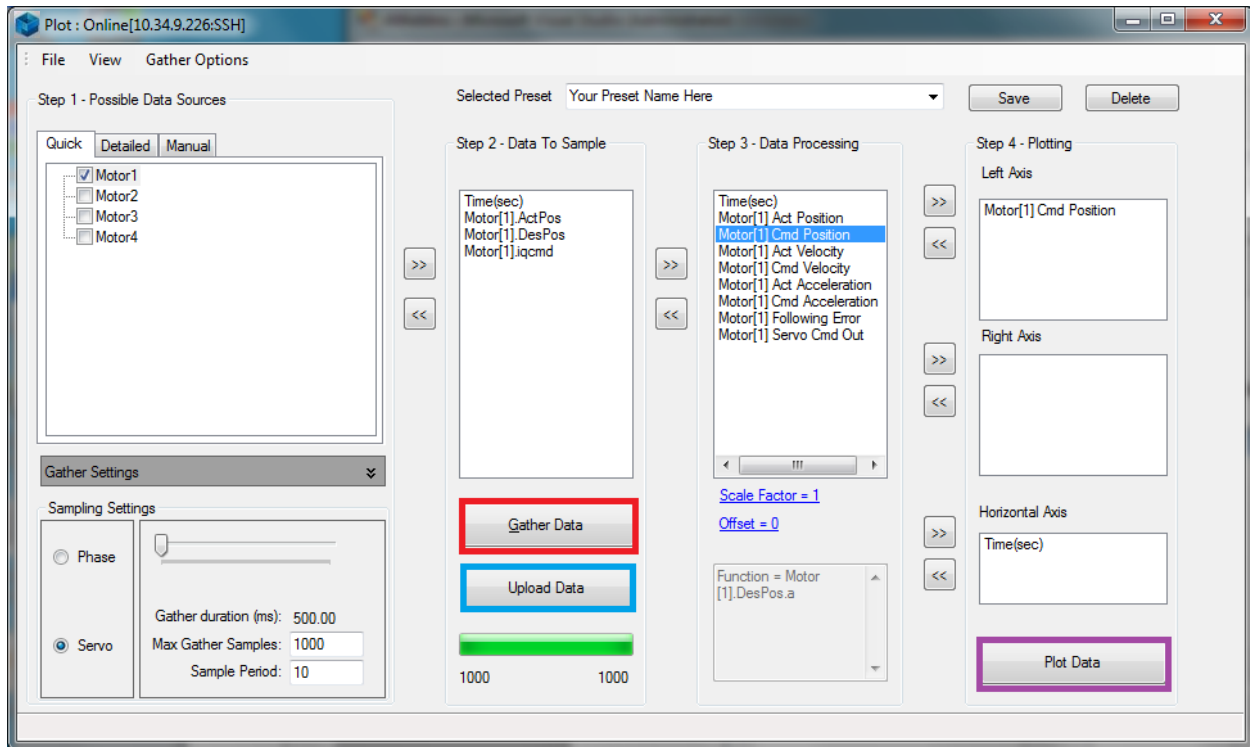 Plot : Online[10.34.9.226:SSH]
File View Gather Options
Step 1 - Possible Data Sources
Selected Preset Your Preset Name Here
Save Delete
Quick Detailed Manual
Motor1
Motor2
Motor3
Motor4
>>
<<
Step 2 - Data To Sample
Time(sec)
Motor[1].ActPos
Motor[1].DesPos
Motor[1].iqcmd
>>
<<
Step 3 - Data Processing
Time(sec)
Motor[1] Act Position
Motor[1] Cmd Position
Motor[1] Act Velocity
Motor[1] Cmd Velocity
Motor[1] Act Acceleration
Motor[1] Cmd Acceleration
Motor[1] Following Error
Motor[1] Servo Cmd Out
>>
<<
Step 4 - Plotting
Left Axis
Motor[1] Cmd Position
>>
<<
Right Axis
Gather Settings
Sampling Settings
Phase
Servo
Gather duration (ms): 500.00
Max Gather Samples: 1000
Sample Period: 10
Gather Data
Upload Data
1000 1000
Scale Factor = 1
Offset = 0
Function = Motor
[1].DesPos.a
>>
<<
Horizontal Axis
Time(sec)
Plot Data